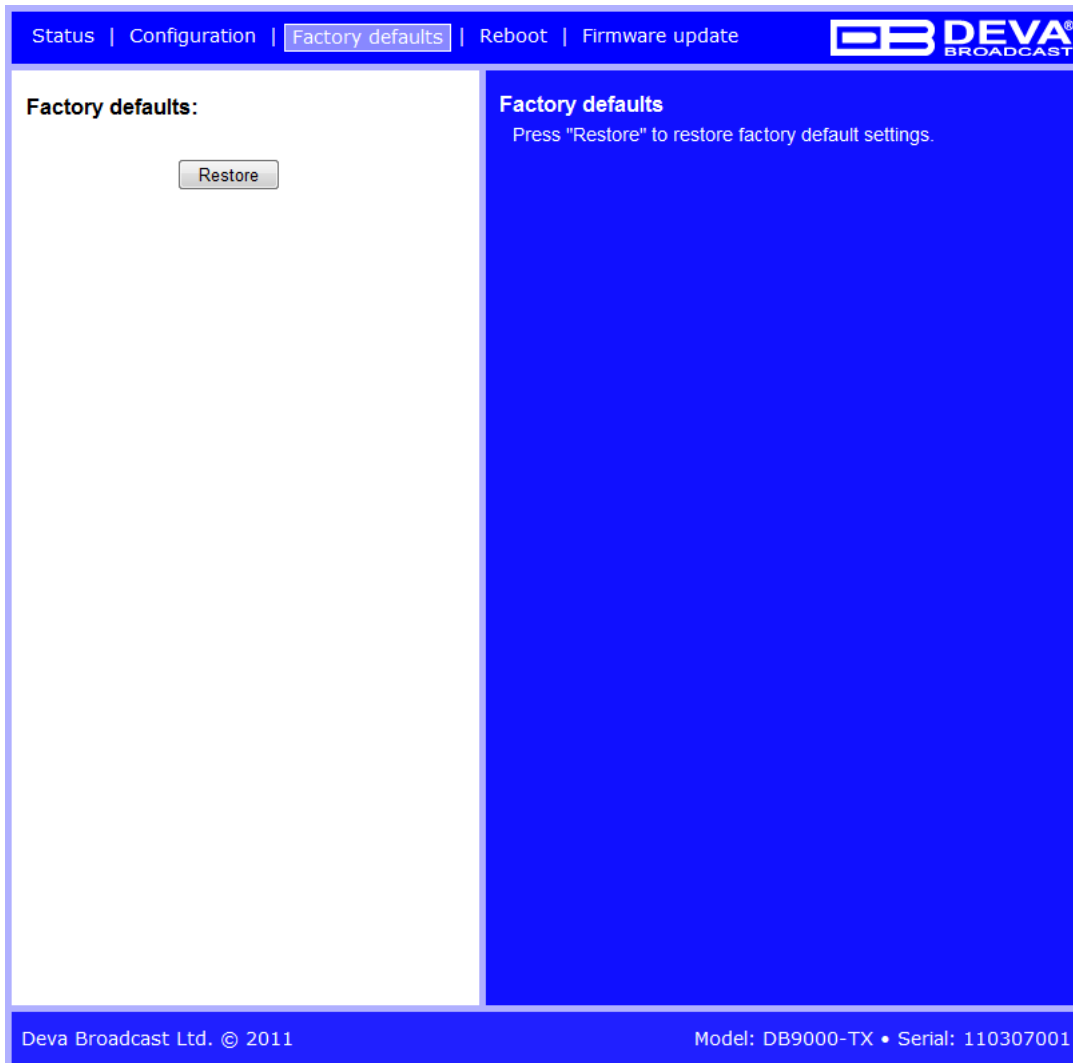 Status | Configuration | Factory defaults | Reboot | Firmware update
DB DEVA®
BROADCAST
Factory defaults:
Restore
Factory defaults
Press "Restore" to restore factory default settings.
Deva Broadcast Ltd. © 2011
Model: DB9000-TX • Serial: 110307001